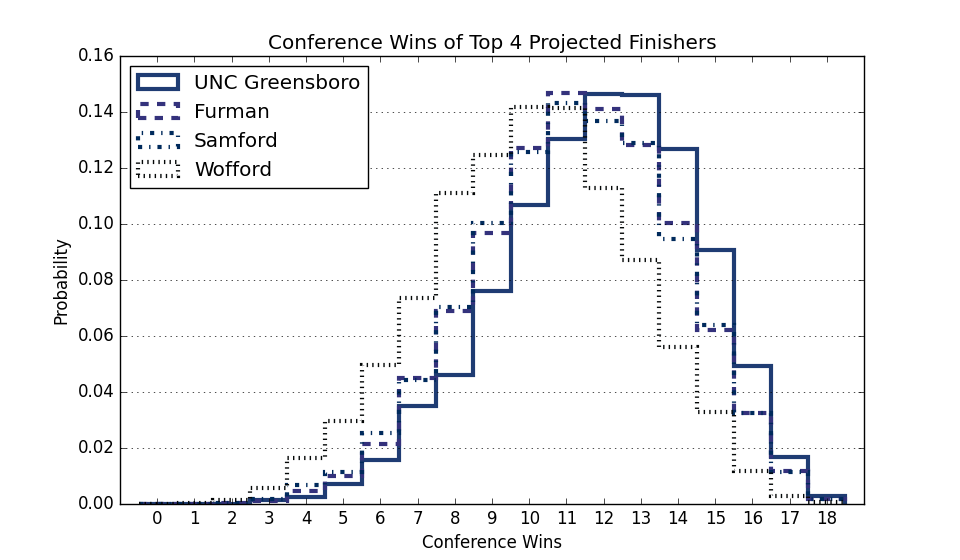 Conference Wins of Top 4 Projected Finishers
UNC Greensboro
Furman
Samford
Wofford
Probability
0.16
0.14
0.12
0.10
0.08
0.06
0.04
0.02
0.00
0 1 2 3 4 5 6 7 8 9 10 11 12 13 14 15 16 17 18
Conference Wins